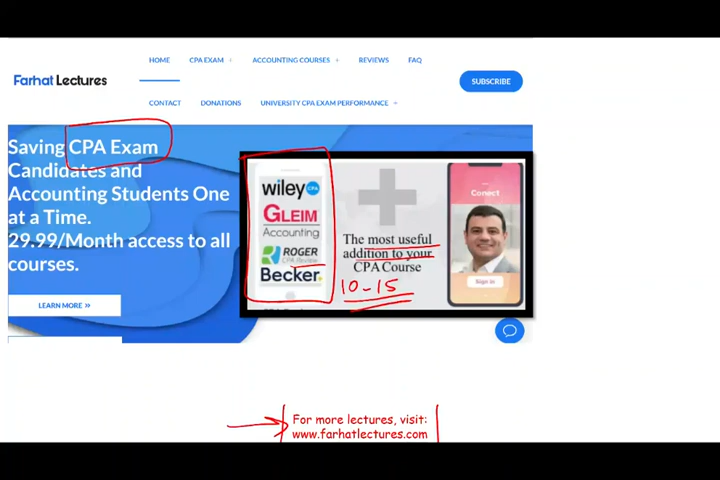 HOME
CPA EXAM
ACCOUNTING COURSES
REVIEWS
FAQ
Farhat Lectures
SUBSCRIBE
CONTACT
DONATIONS
UNIVERSITY CPA EXAM PERFORMANCE
Saving CPA Exam
Candidates and
Accounting Students One
at a Time.
29.99/Month access to all
courses.
LEARN MORE »
wiley CPA
GLEIM
Accounting
ROGER
CPA Review
Becker.
The most useful
addition to your
CPA Course
10-15
Conect
Sign in
For more lectures, visit:
www.farhatlectures.com